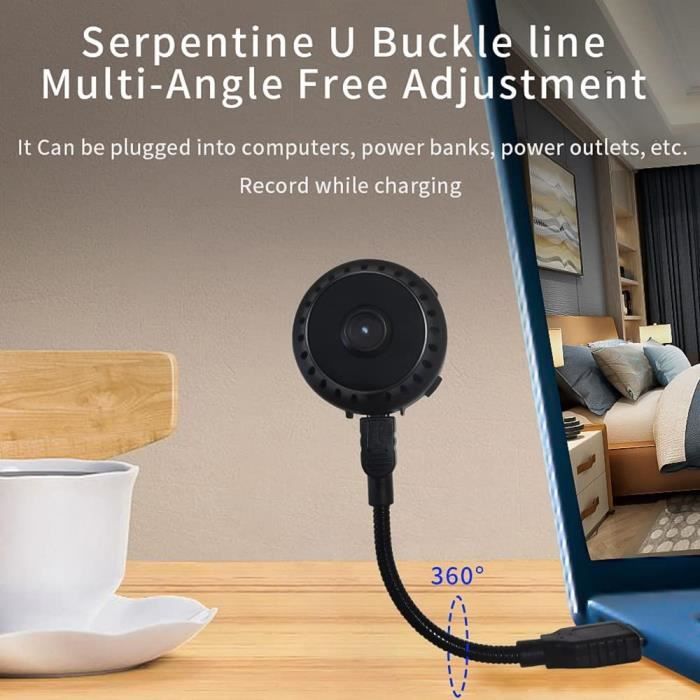 Serpentine U Buckle line
Multi-Angle Free Adjustment
It Can be plugged into computers, power banks, power outlets, etc.
Record while charging
360°